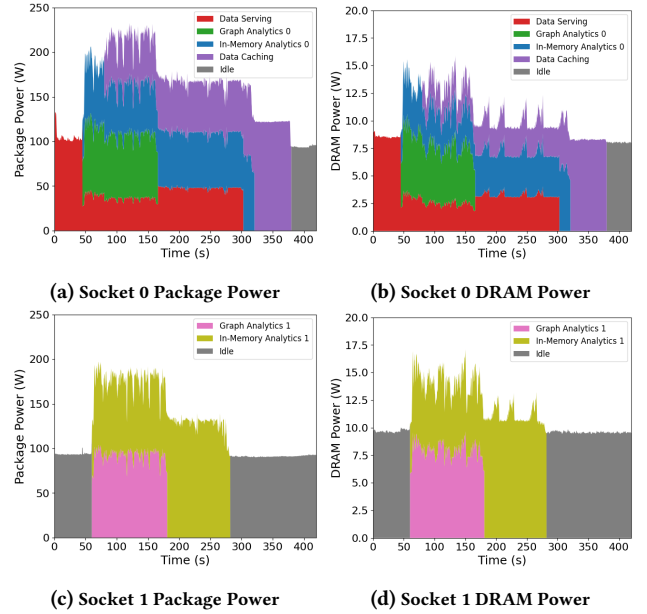 250
200
150
100
50
0
Package Power (W)
0 50 100 150 200 250 300 350 400
Time (s)
Data Serving
Graph Analytics 0
In-Memory Analytics 0
Data Caching
Idle
(a) Socket 0 Package Power
20.0
17.5
15.0
12.5
10.0
7.5
5.0
2.5
0.0
DRAM Power (W)
0 50 100 150 200 250 300 350 400
Time (s)
Data Serving
Graph Analytics 0
In-Memory Analytics 0
Data Caching
Idle
(b) Socket 0 DRAM Power
250
200
150
100
50
0
Package Power (W)
0 50 100 150 200 250 300 350 400
Time (s)
Graph Analytics 1
In-Memory Analytics 1
Idle
(c) Socket 1 Package Power
20.0
17.5
15.0
12.5
10.0
7.5
5.0
2.5
0.0
DRAM Power (W)
0 50 100 150 200 250 300 350 400
Time (s)
Graph Analytics 1
In-Memory Analytics 1
Idle
(d) Socket 1 DRAM Power